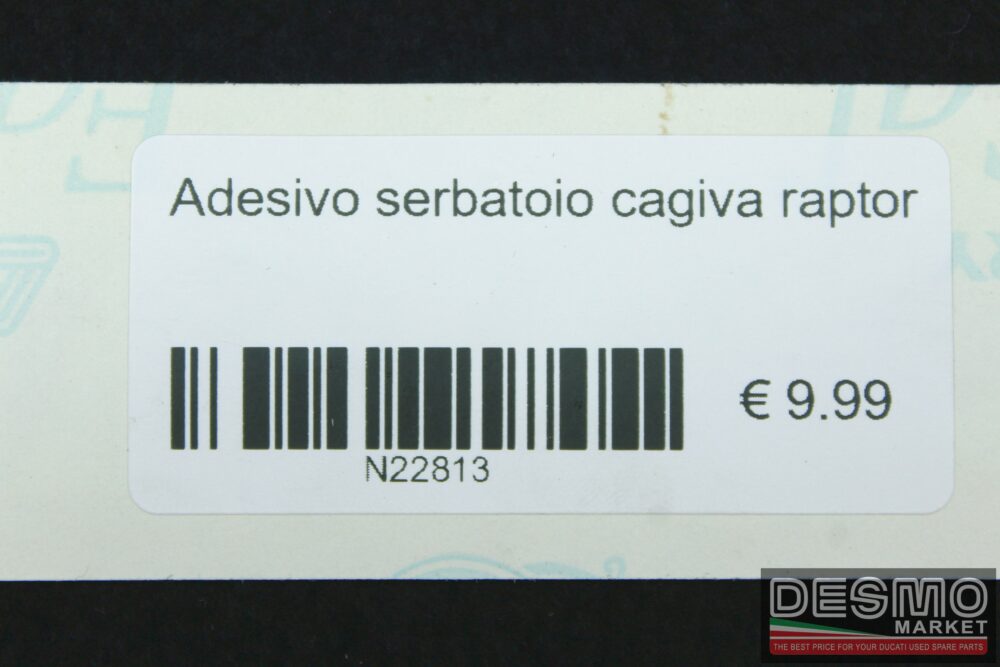 Adesivo serbatoio cagiva raptor
€ 9.99
N22813
DESMO
MARKET
THE BEST PRICE FOR YOUR DUCATI USED SPARE PARTS